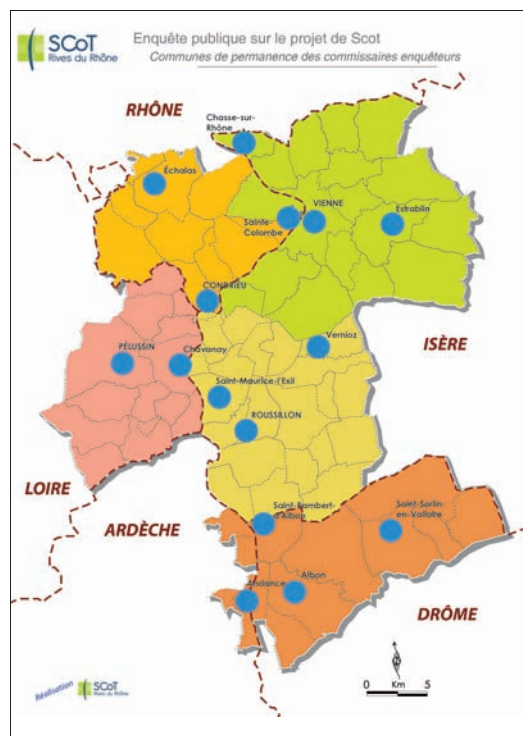 SCoT
Rives du Rhône
Enquête publique sur le projet de Scot
Communes de permanence des commissaires enquêteurs
RHÔNE
Chasse-sur-
Rhône
Échalas
Sainte-
Colombe
VIENNE
Estrablin
CONDRIEU
Vernioz
ISÈRE
PÉLUSSIN
Chavanay
Saint-Maurice-l'Exil
ROUSSILLON
LOIRE
ARDÈCHE
Saint-Rambert-
d'Albon
Saint-Sorlin-
en-Valloire
Andance
Albon
DRÔME
N
0 Km 5
Réalisation
SCoT
Rives du Rhône